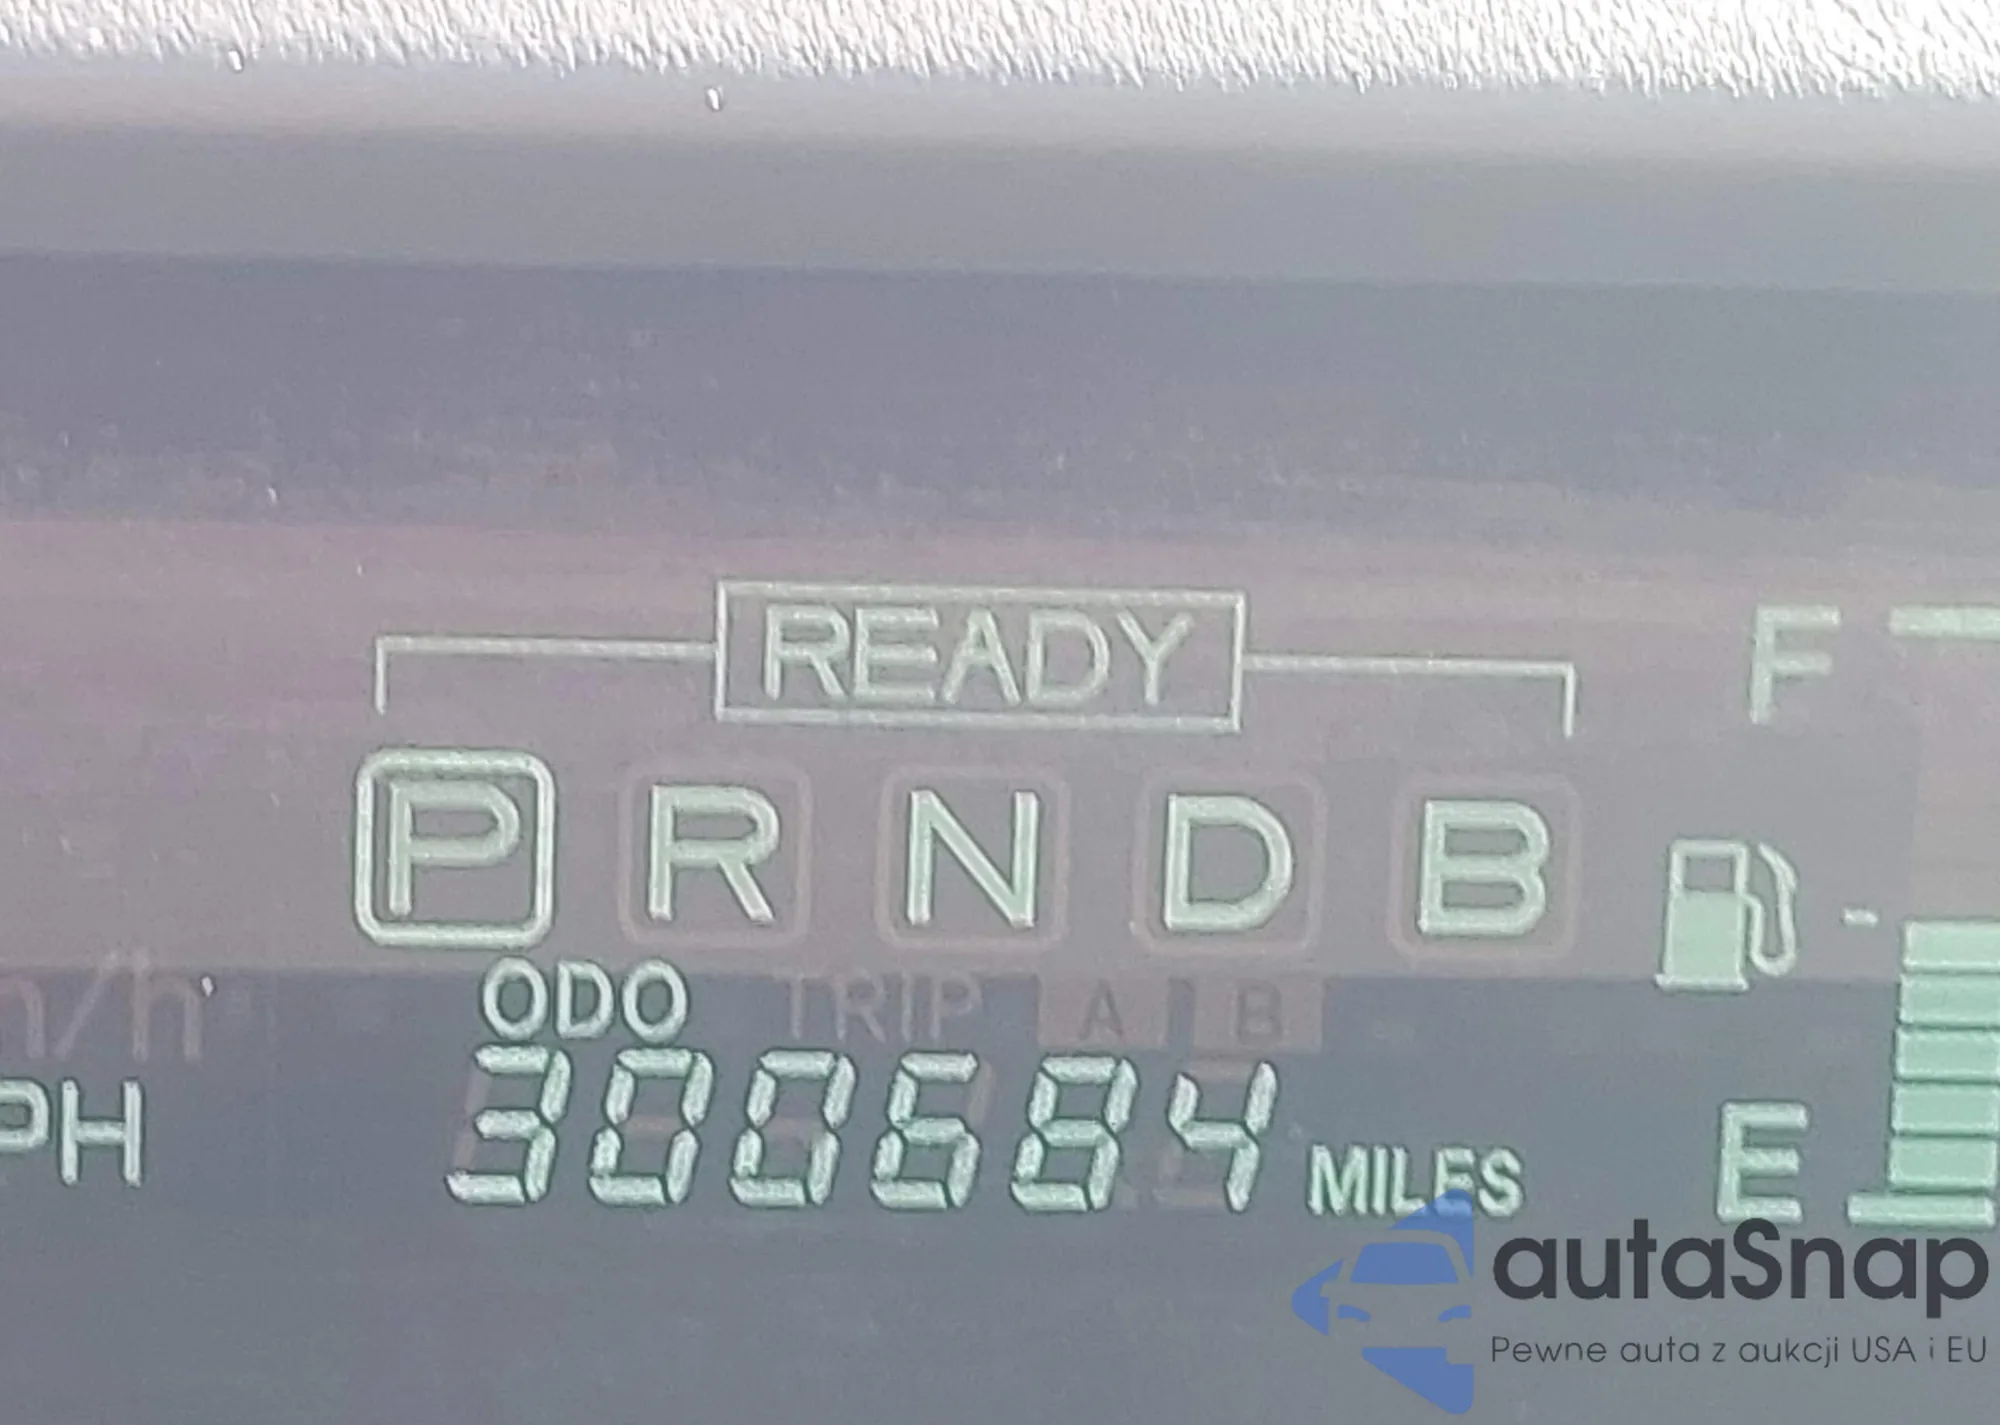 READY
F
P R N D B
m/h
ODO TRIP A B
300684 MILES
PH
E
autaSnap
Pewne auta z aukcji USA i EU